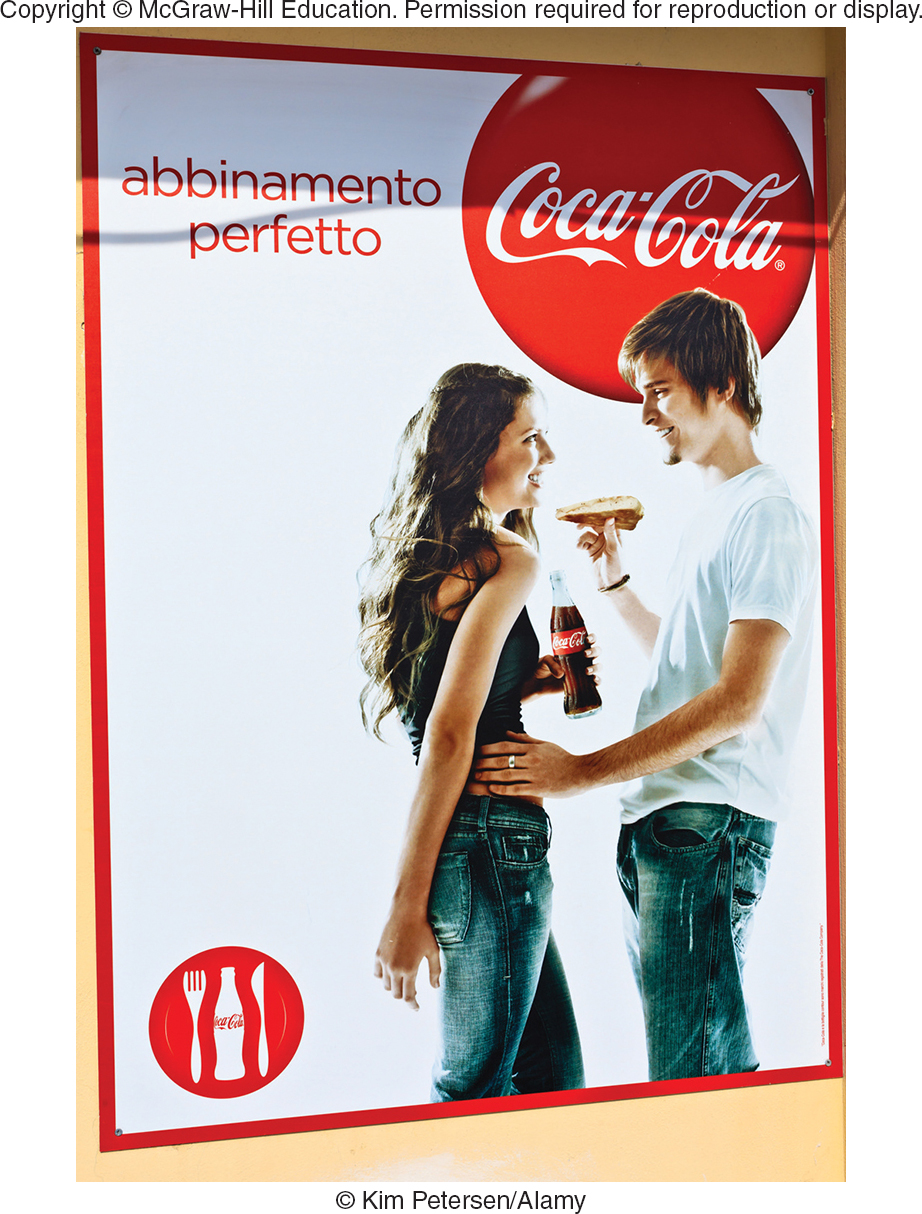 Copyright © McGraw-Hill Education. Permission required for reproduction or display.
abbinamento
perfetto
Coca-Cola®
Coca-Cola
Coca-Cola
© Kim Petersen/Alamy